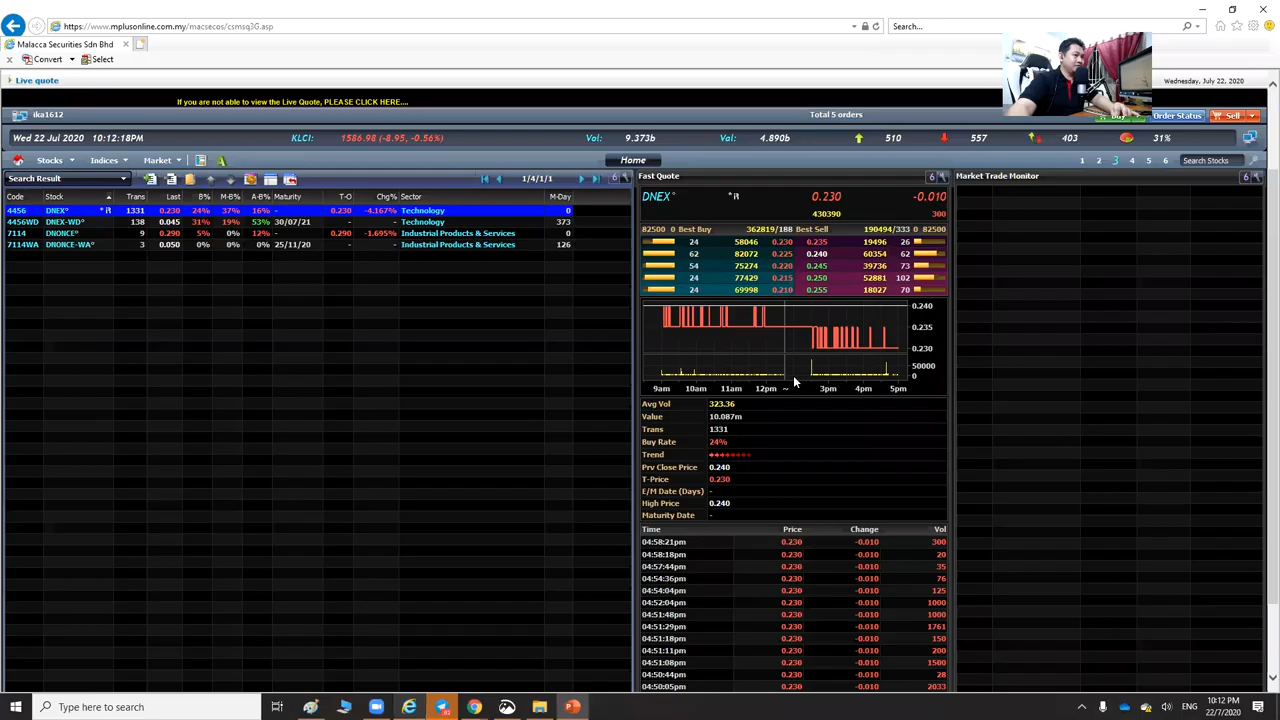 https://www.mplusonline.com.my/macsecos/csmsq3G.asp
Search...
Malacca Securities Sdn Bhd
Convert Select
Live quote
Wednesday, July 22, 2020
If you are not able to view the Live Quote, PLEASE CLICK HERE....
ika1612 Total 5 orders Buy Order Status Sell
Wed 22 Jul 2020 10:12:18PM KLCI: 1586.98 (-8.95, -0.56%) Vol: 9.373b Vol: 4.890b 510 557 403 31%
Stocks Indices Market A Home 1 2 3 4 5 6 Search Stocks
Search Result 1/4/1/1 6 Fast Quote 6 Market Trade Monitor 6
Code Stock Trans Last B% M-B% A-B% Maturity T-O Chg% Sector M-Day
4456 DNEX° 1331 0.230 24% 37% 16% - 0.230 -4.167% Technology 0
4456WD DNEX-WD° 138 0.045 31% 19% 53% 30/07/21 - - Technology 373
7114 DNONCE° 9 0.290 5% 0% 12% - 0.290 -1.695% Industrial Products & Services 0
7114WA DNONCE-WA° 3 0.050 0% 0% 0% 25/11/20 - - Industrial Products & Services 126
DNEX° 0.230 -0.010
430390 300
82500 0 Best Buy 362819/188 Best Sell 190494/333 0 82500
24 58046 0.230 0.235 19496 26
62 82072 0.225 0.240 60354 62
54 75274 0.220 0.245 39736 73
24 77429 0.215 0.250 52881 102
24 69998 0.210 0.255 18027 70
0.240
0.235
0.230
50000
0
9am 10am 11am 12pm ~ 3pm 4pm 5pm
Avg Vol 323.36
Value 10.087m
Trans 1331
Buy Rate 24%
Trend
Prv Close Price 0.240
T-Price 0.230
E/M Date (Days) -
High Price 0.240
Maturity Date -
Time Price Change Vol
04:58:21pm 0.230 -0.010 300
04:58:18pm 0.230 -0.010 20
04:57:44pm 0.230 -0.010 35
04:54:36pm 0.230 -0.010 76
04:54:04pm 0.230 -0.010 125
04:52:04pm 0.230 -0.010 1000
04:51:48pm 0.230 -0.010 1000
04:51:29pm 0.230 -0.010 1761
04:51:18pm 0.230 -0.010 150
04:51:11pm 0.230 -0.010 200
04:51:08pm 0.230 -0.010 1500
04:50:44pm 0.230 -0.010 28
04:50:05pm 0.230 -0.010 2033
Type here to search
ENG
10:12 PM
22/7/2020